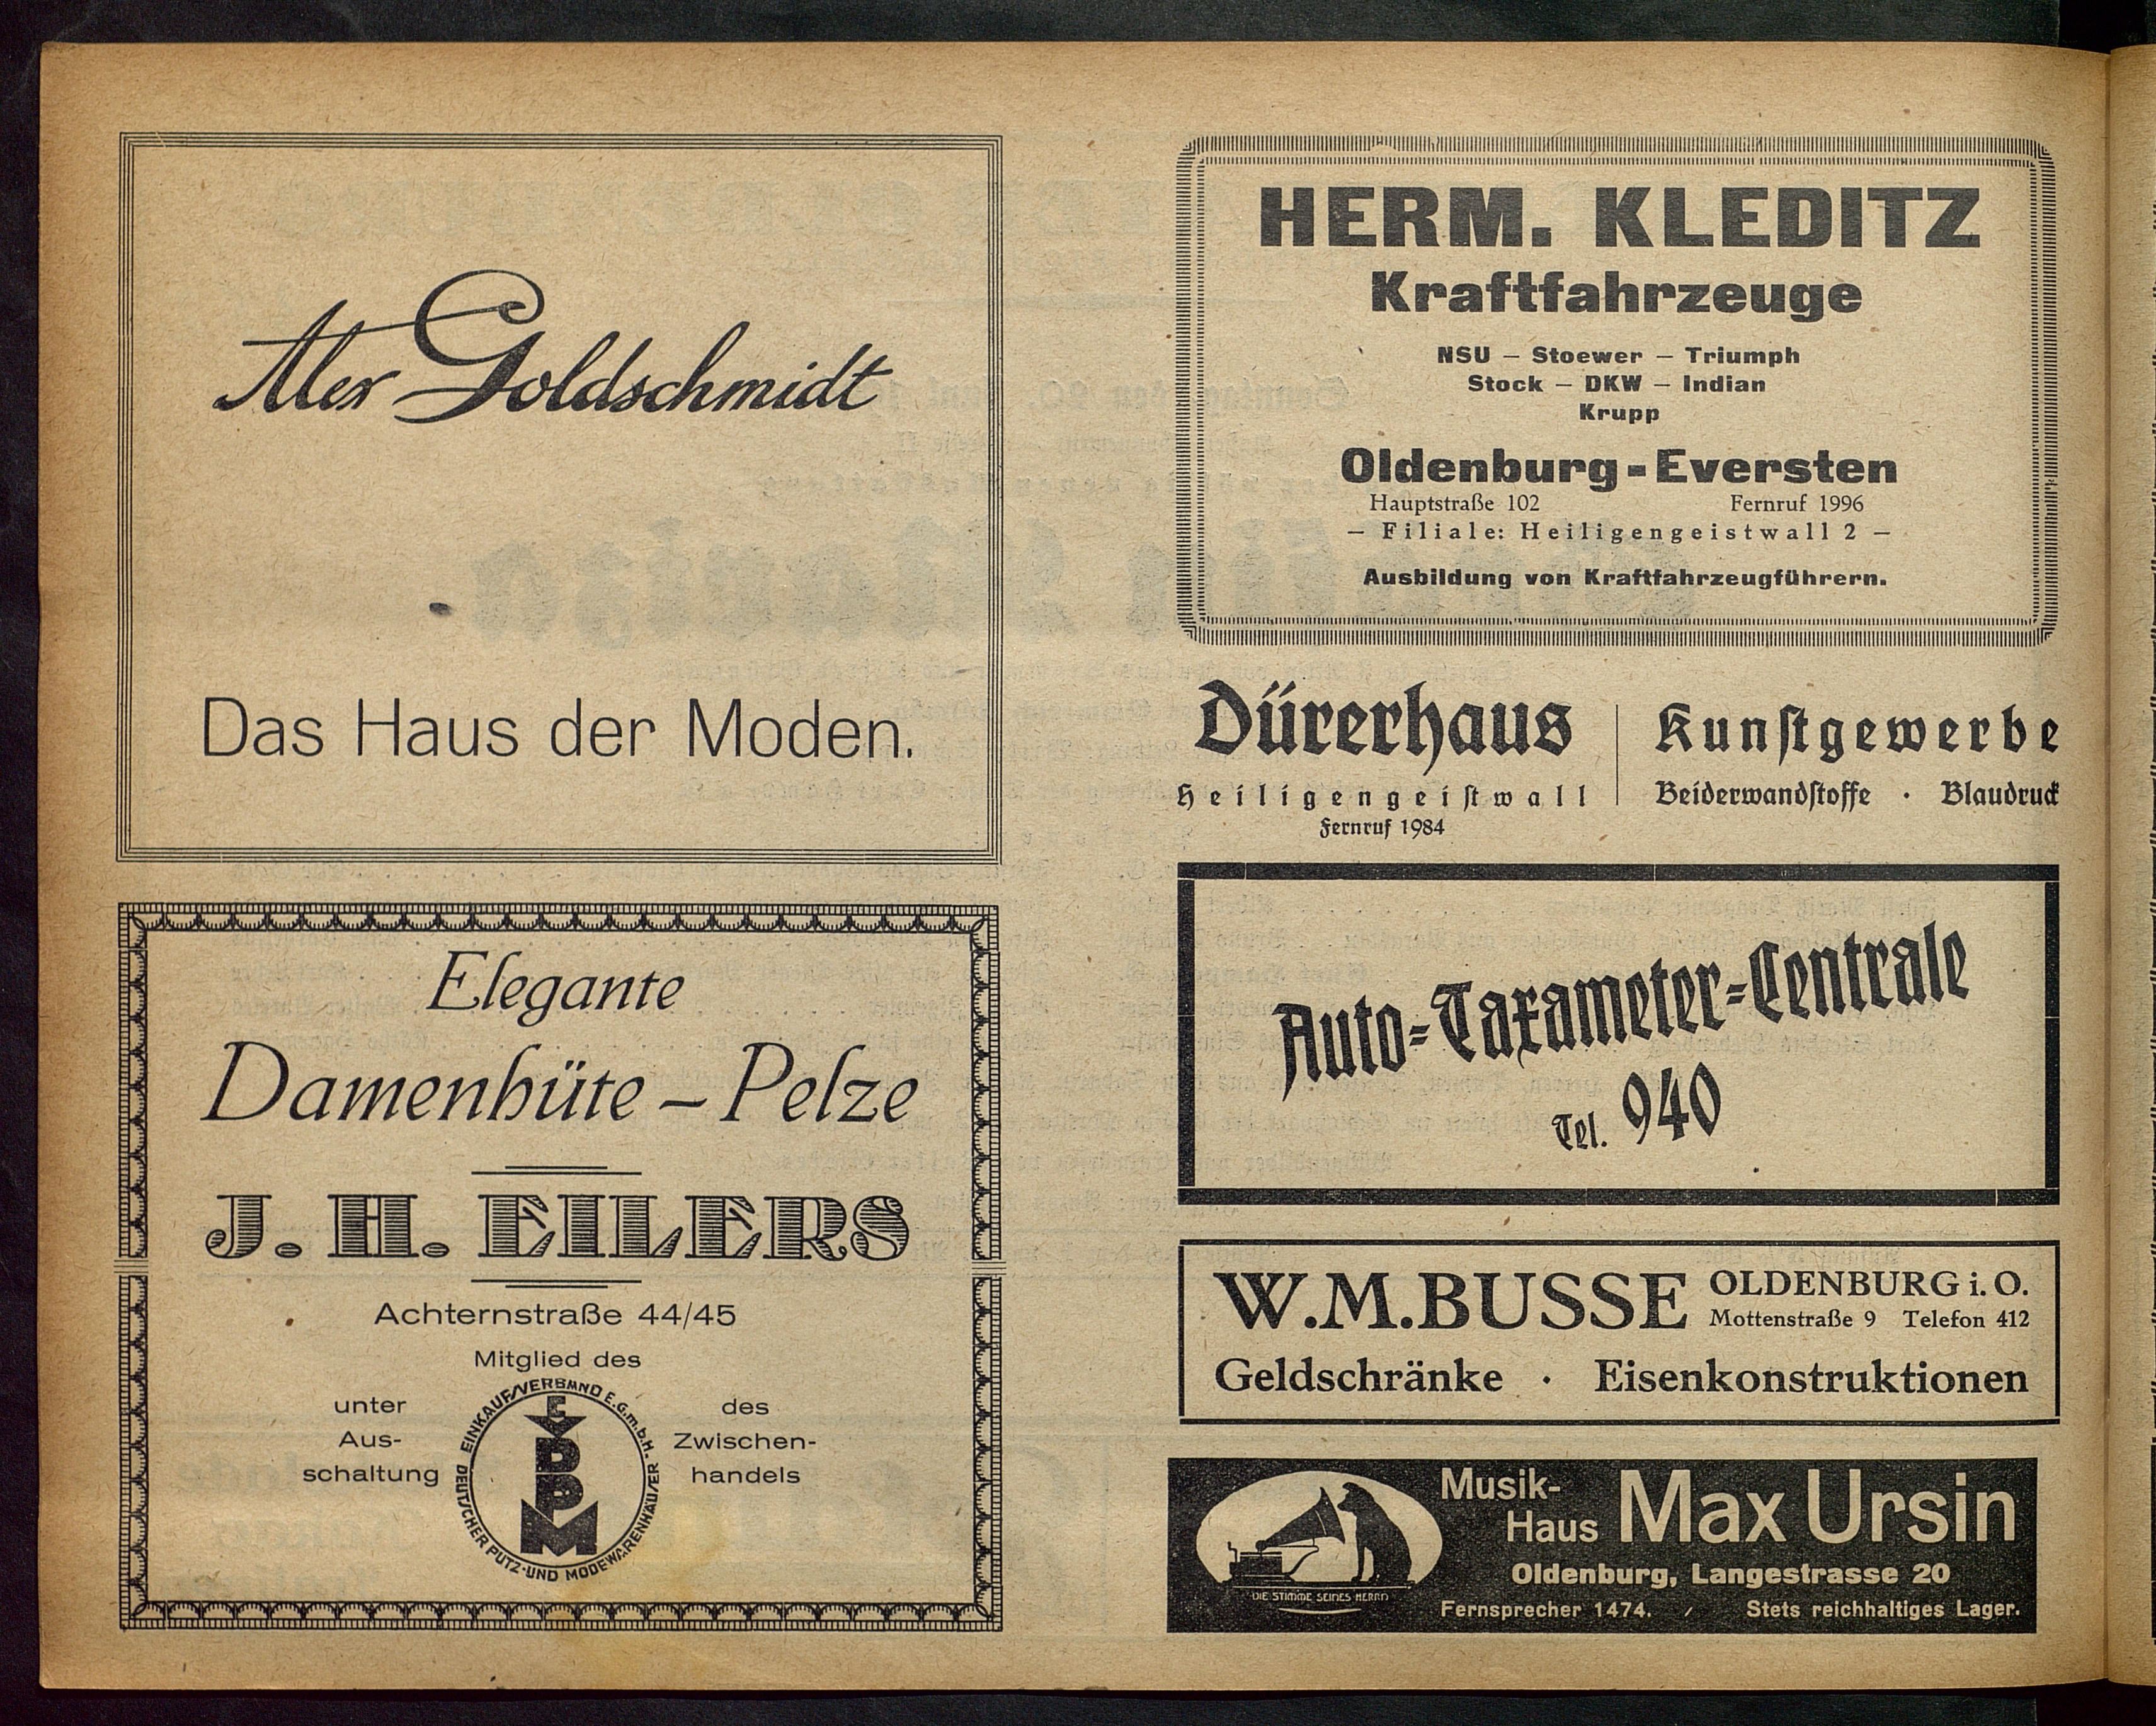 Alex Goldschmidt
Das Haus der Moden.
Elegante
Damenhüte – Pelze
J. H. EILERS
Achternstraße 44/45
Mitglied des
unter
Aus-
schaltung
EINKAUFSVERBAND E.G.m.b.H.
DEUTSCHER PUTZ-UND MODEWARENHÄUSER
E
V
D
P
M
des
Zwischen-
handels
HERM. KLEDITZ
Kraftfahrzeuge
NSU – Stoewer – Triumph
Stock – DKW – Indian
Krupp
Oldenburg-Eversten
Hauptstraße 102 Fernruf 1996
– Filiale: Heiligengeistwall 2 –
Ausbildung von Kraftfahrzeugführern.
Dürerhaus
Heiligengeiſtwall
Fernruf 1984
Kunſtgewerbe
Beiderwandſtoffe · Blaudruck
Auto-Taxameter-Centrale
Tel. 940
W.M.BUSSE OLDENBURG i. O.
Mottenstraße 9 Telefon 412
Geldschränke · Eisenkonstruktionen
Musik-
Haus Max Ursin
Oldenburg, Langestrasse 20
Fernsprecher 1474. Stets reichhaltiges Lager.
DIE STIMME SEINES HERRN